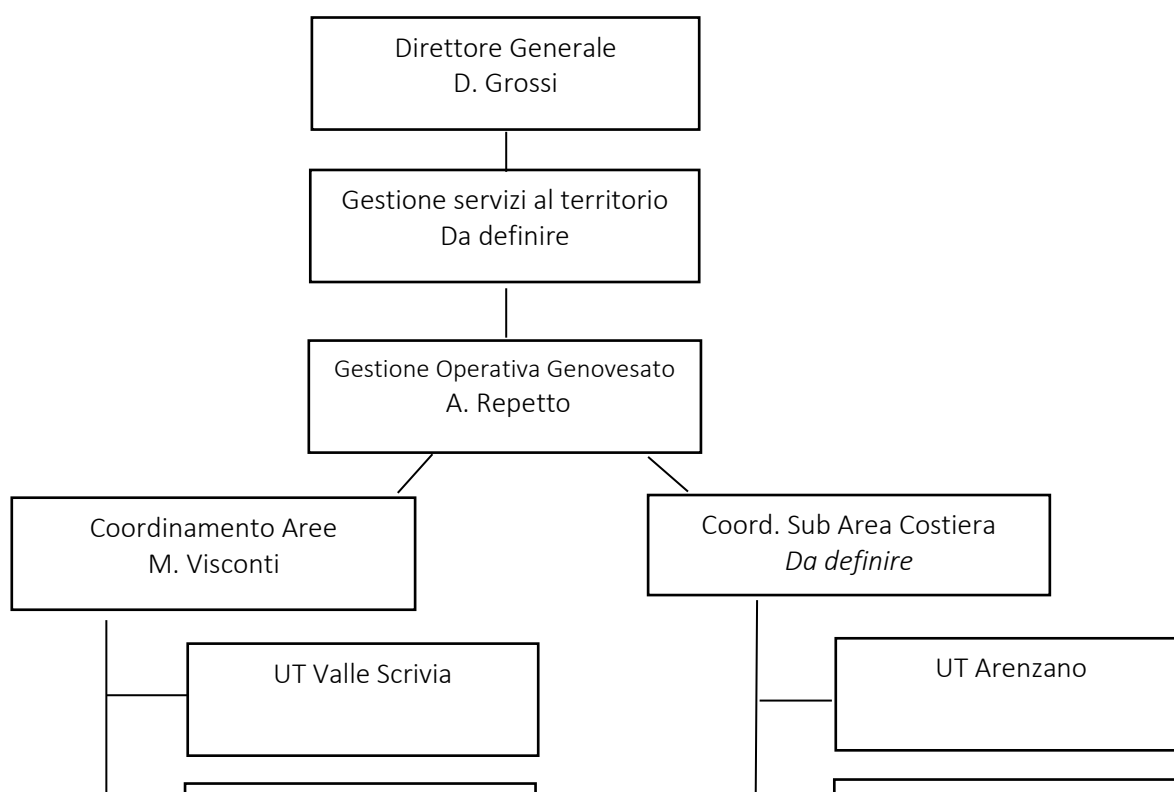 Direttore Generale
D. Grossi
Gestione servizi al territorio
Da definire
Gestione Operativa Genovesato
A. Repetto
Coordinamento Aree
M. Visconti
Coord. Sub Area Costiera
Da definire
UT Valle Scrivia
UT Arenzano